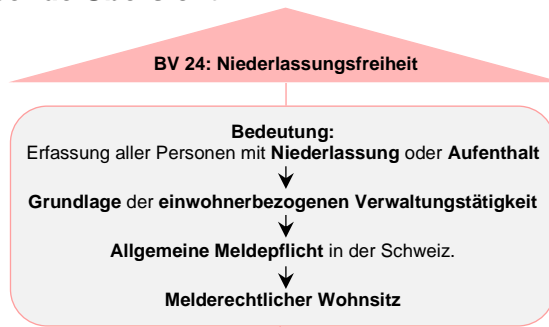 BV 24: Niederlassungsfreiheit
Bedeutung:
Erfassung aller Personen mit Niederlassung oder Aufenthalt
Grundlage der einwohnerbezogenen Verwaltungstätigkeit
Allgemeine Meldepflicht in der Schweiz.
Melderechtlicher Wohnsitz